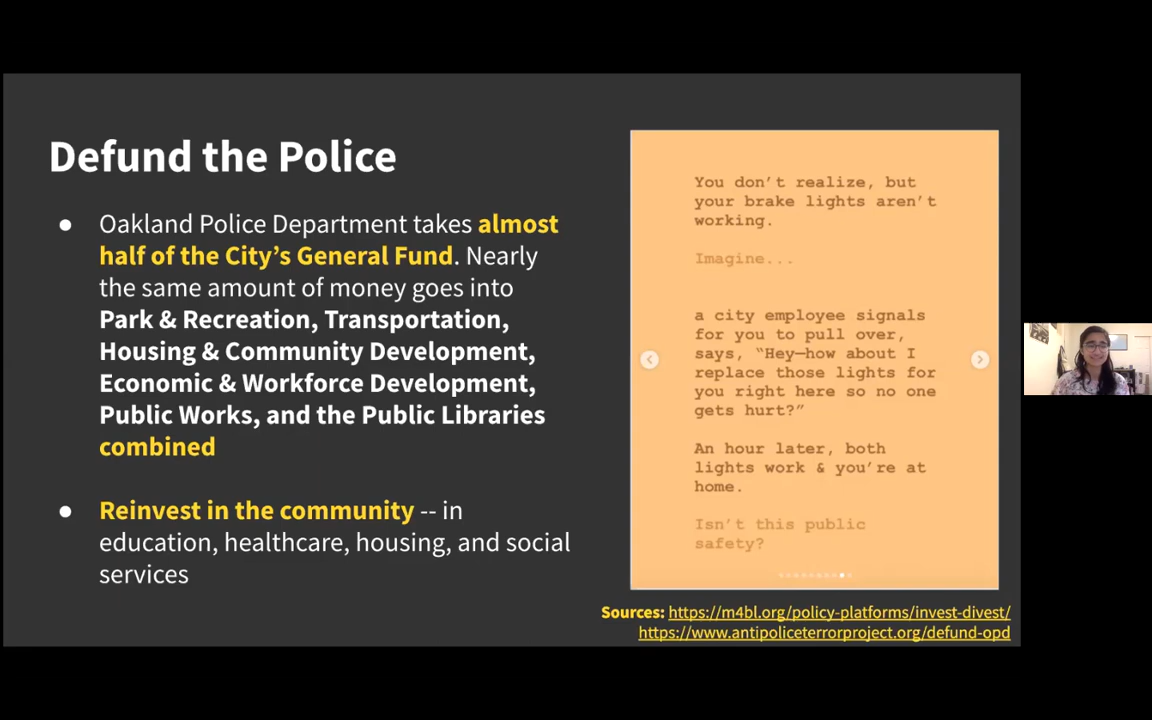 Defund the Police
● Oakland Police Department takes almost
half of the City's General Fund. Nearly
the same amount of money goes into
Park & Recreation, Transportation,
Housing & Community Development,
Economic & Workforce Development,
Public Works, and the Public Libraries
combined
● Reinvest in the community -- in
education, healthcare, housing, and social
services
You don't realize, but
your brake lights aren't
working.
Imagine...
a city employee signals
for you to pull over,
says, “Hey—how about I
replace those lights for
you right here so no one
gets hurt?”
An hour later, both
lights work & you're at
home.
Isn't this public
safety?
Sources: https://m4bl.org/policy-platforms/invest-divest/
https://www.antipoliceterrorproject.org/defund-opd